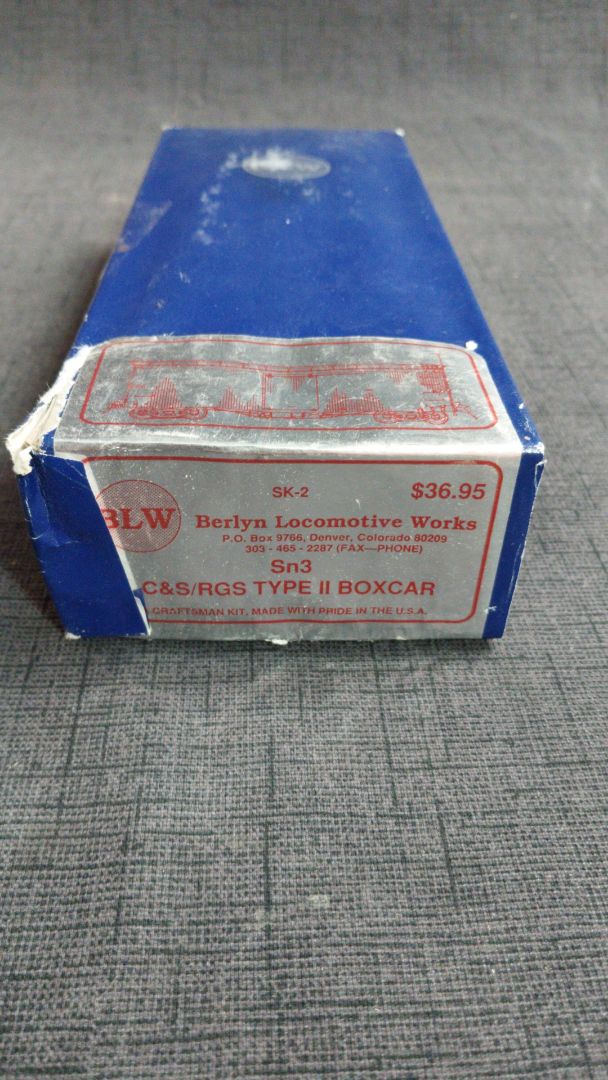 SK-2
$36.95
BLW
Berlyn Locomotive Works
P.O. Box 9766, Denver, Colorado 80209
303 - 465 - 2287 (FAX—PHONE)
Sn3
C&S/RGS TYPE II BOXCAR
CRAFTSMAN KIT, MADE WITH PRIDE IN THE U.S.A.